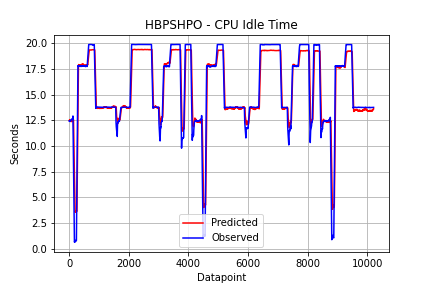 HBPSHPO - CPU Idle Time
20.0
17.5
15.0
12.5
10.0
7.5
5.0
2.5
0.0
Seconds
Predicted
Observed
0 2000 4000 6000 8000 10000
Datapoint